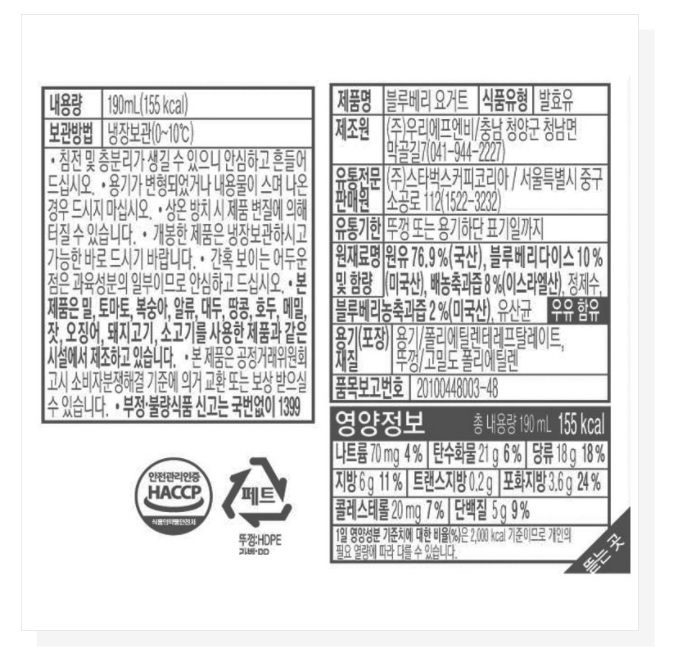 내용량 190mL(155 kcal)
보관방법 냉장보관(0~10℃)
• 침전 및 층분리가 생길 수 있으니 안심하고 흔들어
드십시오. • 용기가 변형되었거나 내용물이 스며 나온
경우 드시지 마십시오. • 상온 방치 시 제품 변질에 의해
터질 수 있습니다. • 개봉한 제품은 냉장보관하시고
가능한 바로 드시기 바랍니다. • 간혹 보이는 어두운
점은 과육성분의 일부이므로 안심하고 드십시오. • 본
제품은 밀, 토마토, 복숭아, 알류, 대두, 땅콩, 호두, 메밀,
잣, 오징어, 돼지고기, 소고기를 사용한 제품과 같은
시설에서 제조하고 있습니다. • 본 제품은 공정거래위원회
고시 소비자분쟁해결 기준에 의거 교환 또는 보상 받으실
수 있습니다. • 부정·불량식품 신고는 국번없이 1399
안전관리인증
HACCP
식품의약품안전처
페트
뚜껑:HDPE
제품명 블루베리 요거트 식품유형 발효유
제조원 (주)우리에프엔비/충남 청양군 청남면
막골길7(041-944-2227)
유통전문 (주)스타벅스커피코리아 / 서울특별시 중구
판매원 소공로 112(1522-3232)
유통기한 뚜껑 또는 용기하단 표기일까지
원재료명 원유 76.9%(국산), 블루베리다이스 10%
및 함량 (미국산), 배농축과즙 8%(이스라엘산), 정제수,
블루베리농축과즙 2%(미국산), 유산균 우유 함유
용기(포장) 용기/폴리에틸렌테레프탈레이트,
재질 뚜껑/고밀도 폴리에틸렌
품목보고번호 20100448003-48
영양정보 총 내용량 190 mL 155 kcal
나트륨 70 mg 4% 탄수화물 21 g 6% 당류 18 g 18%
지방 6 g 11% 트랜스지방 0.2 g 포화지방 3.6 g 24%
콜레스테롤 20 mg 7% 단백질 5 g 9%
1일 영양성분 기준치에 대한 비율(%)은 2,000 kcal 기준이므로 개인의
필요 열량에 따라 다를 수 있습니다.
뜯는 곳